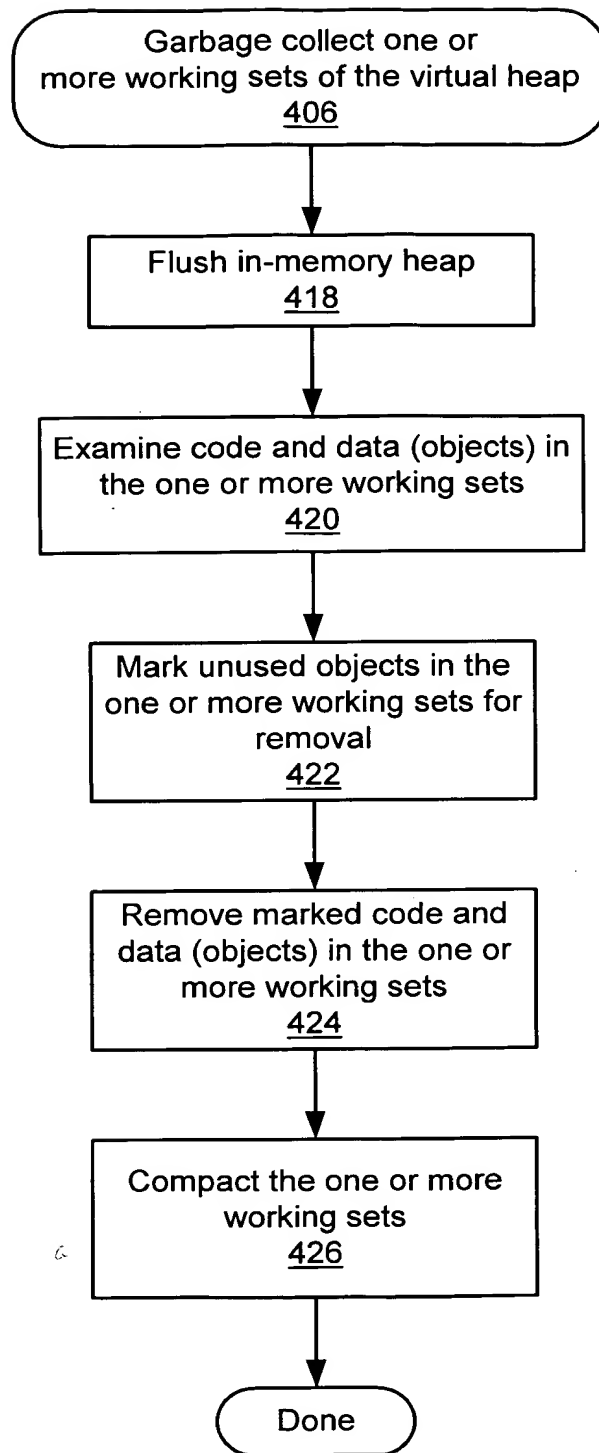 Garbage collect one or
more working sets of the virtual heap
406
Flush in-memory heap
418
Examine code and data (objects) in
the one or more working sets
420
Mark unused objects in the
one or more working sets for
removal
422
Remove marked code and
data (objects) in the one or
more working sets
424
Compact the one or more
working sets
426
Done